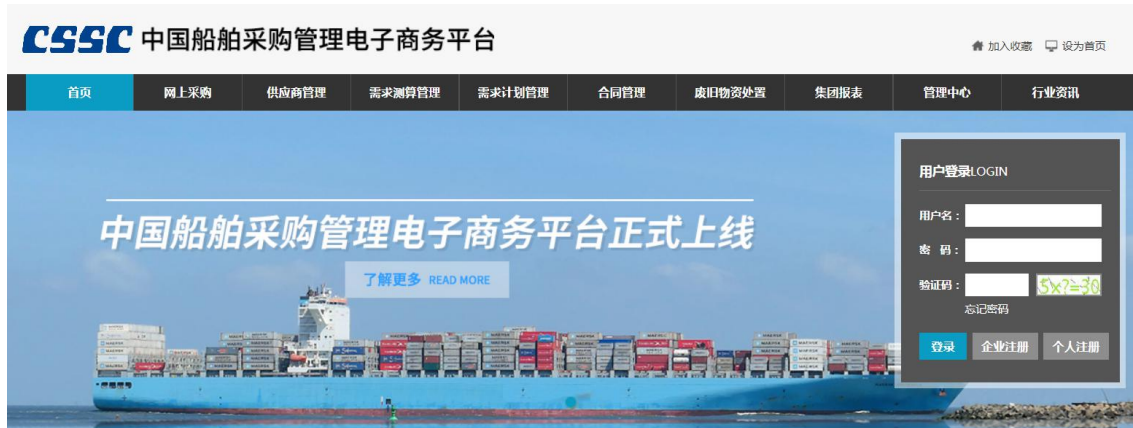 CSSC 中国船舶采购管理电子商务平台
加入收藏 设为首页
首页 网上采购 供应商管理 需求测算管理 需求计划管理 合同管理 废旧物资处置 集团报表 管理中心 行业资讯
用户登录LOGIN
用户名：
密 码：
验证码： 5x?=30
忘记密码
登录 企业注册 个人注册
中国船舶采购管理电子商务平台正式上线
了解更多 READ MORE